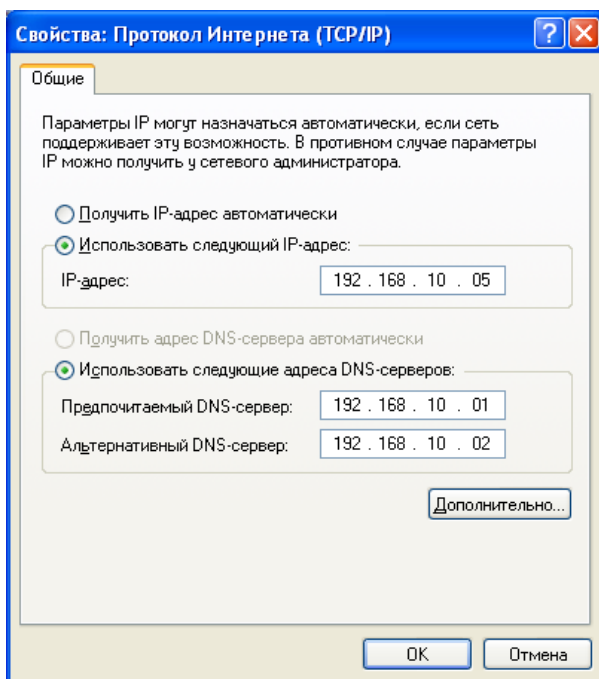 Свойства: Протокол Интернета (TCP/IP)
Общие
Параметры IP могут назначаться автоматически, если сеть
поддерживает эту возможность. В противном случае параметры
IP можно получить у сетевого администратора.
Получить IP-адрес автоматически
Использовать следующий IP-адрес:
IP-адрес: 192 . 168 . 10 . 05
Получить адрес DNS-сервера автоматически
Использовать следующие адреса DNS-серверов:
Предпочитаемый DNS-сервер: 192 . 168 . 10 . 01
Альтернативный DNS-сервер: 192 . 168 . 10 . 02
Дополнительно...
OK Отмена